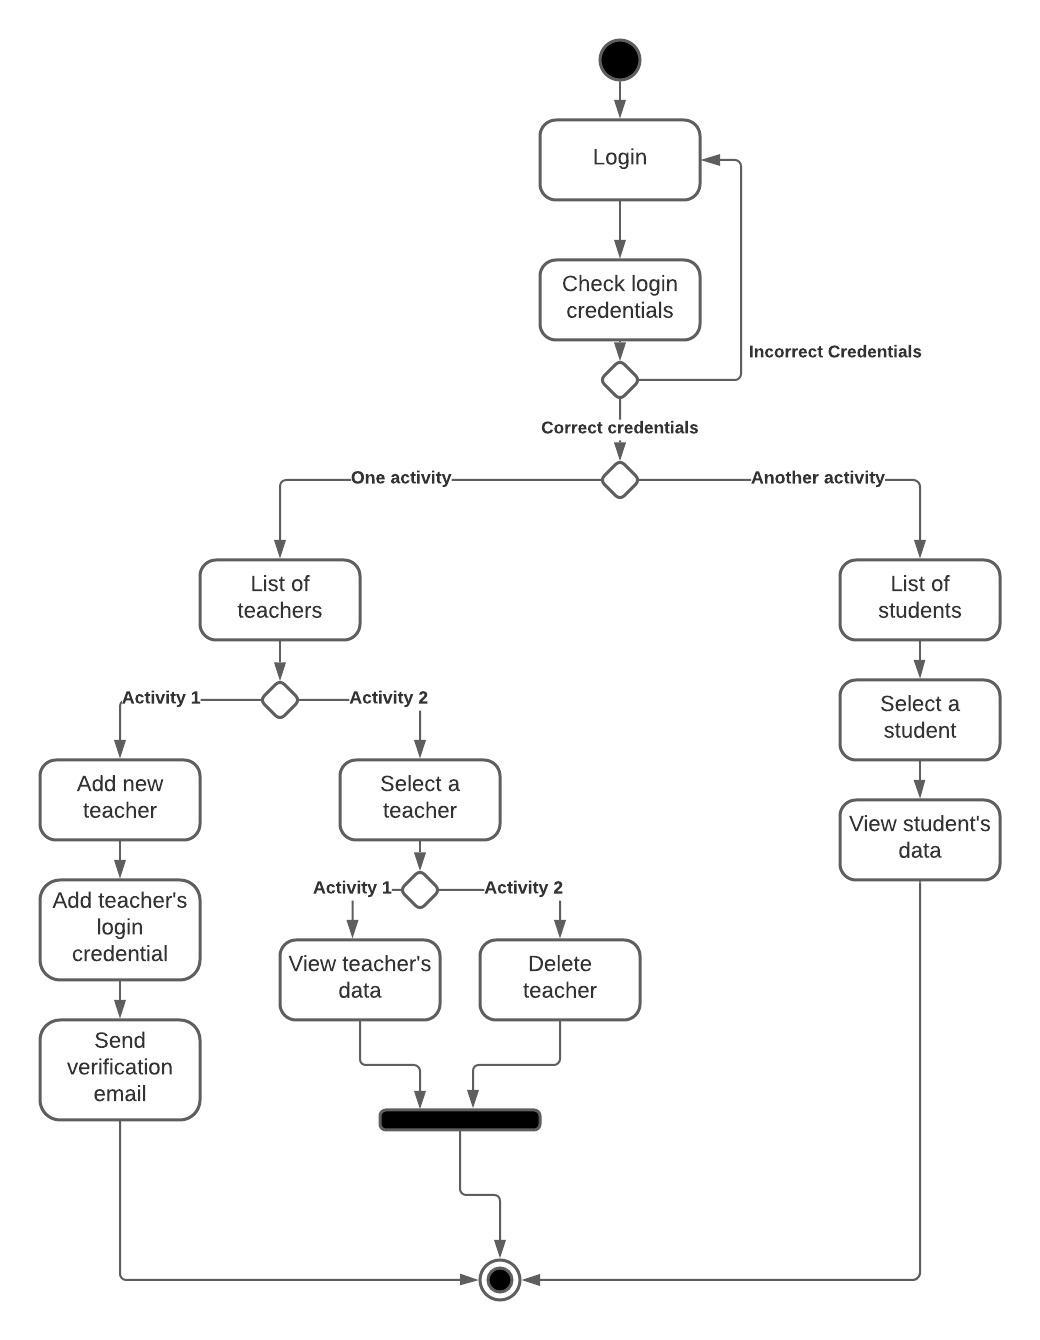 Login
Check login
credentials
Incorrect Credentials
Correct credentials
One activity
Another activity
List of
teachers
List of
students
Activity 1
Activity 2
Select a
student
Add new
teacher
Select a
teacher
View student's
data
Activity 1
Activity 2
Add teacher's
login
credential
View teacher's
data
Delete
teacher
Send
verification
email